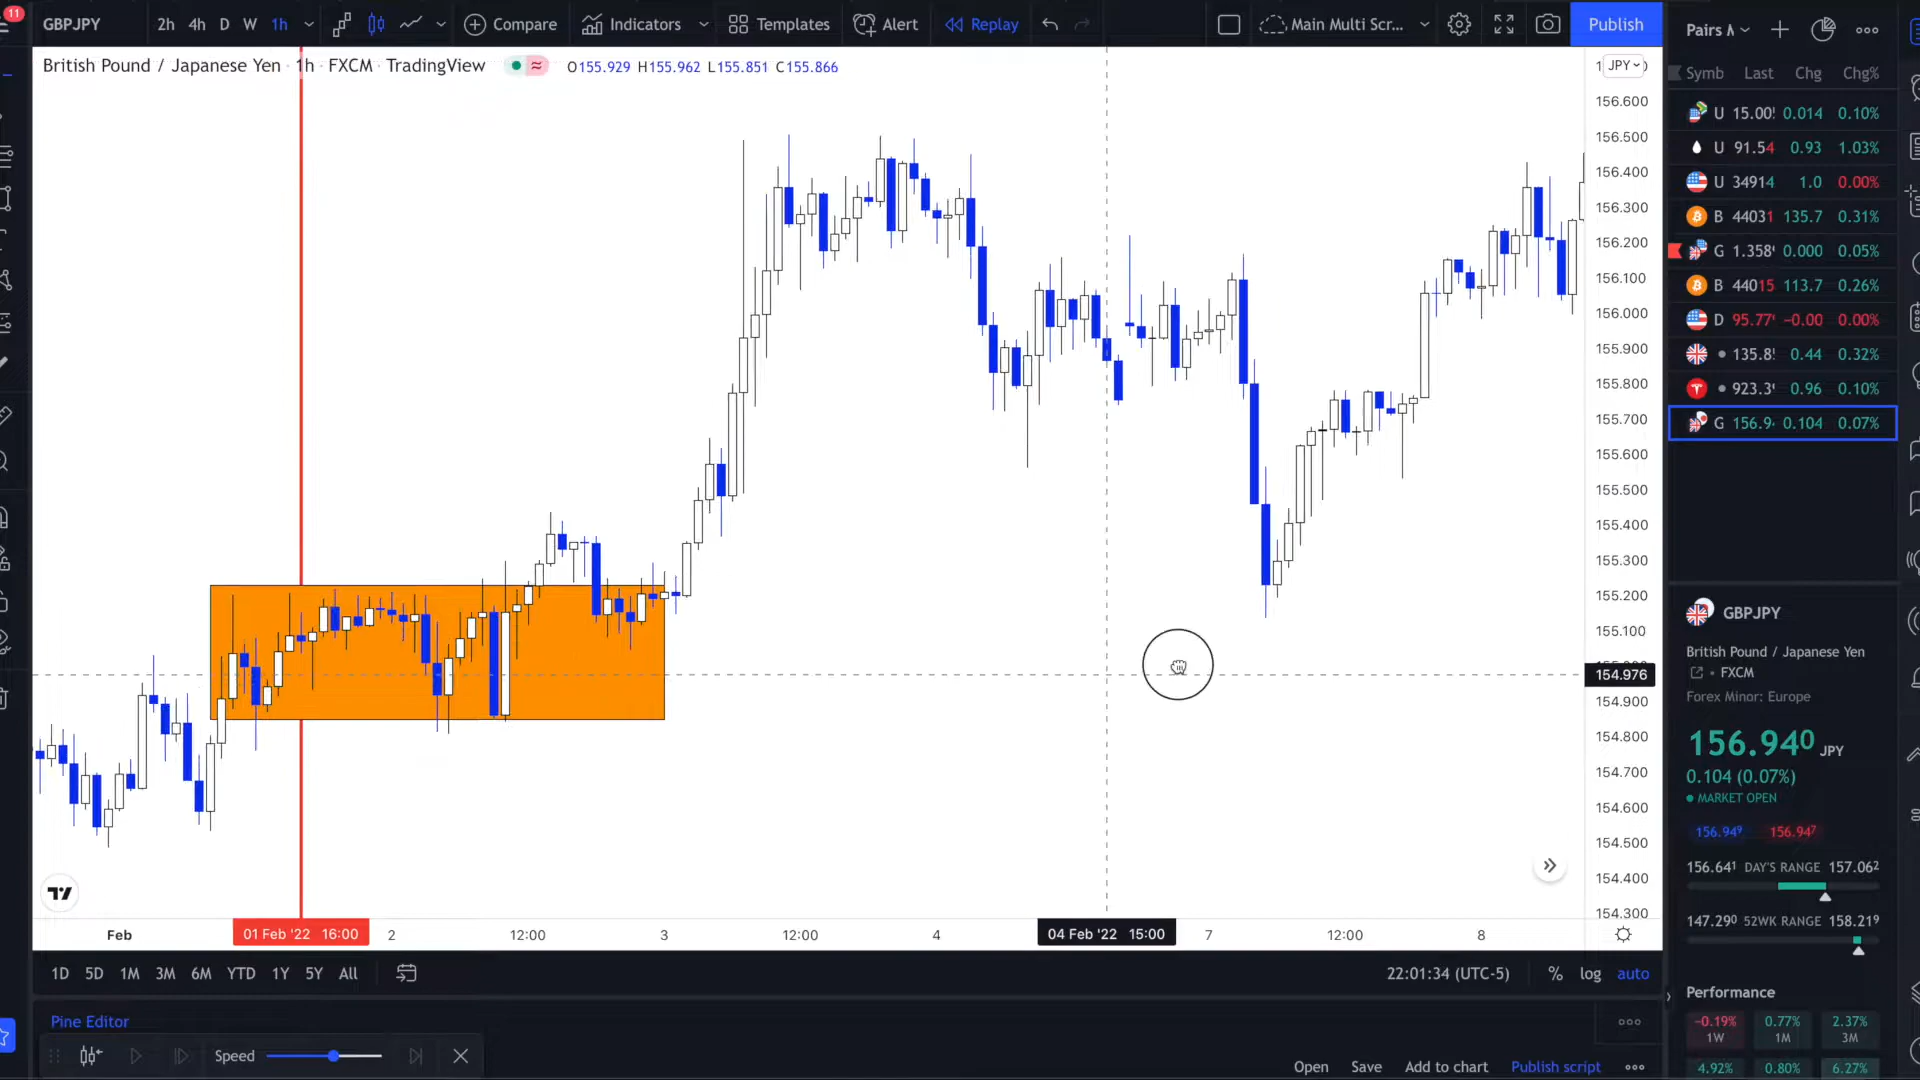 11
GBPJPY 2h 4h D W 1h Compare Indicators Templates Alert Replay Main Multi Scr... Publish
British Pound / Japanese Yen · 1h · FXCM · TradingView O155.929 H155.962 L155.851 C155.866
JPY
156.600
156.500
156.400
156.300
156.200
156.100
156.000
155.900
155.800
155.700
155.600
155.500
155.400
155.300
155.200
155.100
154.976
154.900
154.800
154.700
154.600
154.500
154.400
154.300
Feb 01 Feb '22 16:00 2 12:00 3 12:00 4 04 Feb '22 15:00 7 12:00 8
1D 5D 1M 3M 6M YTD 1Y 5Y All 22:01:34 (UTC-5) % log auto
Pine Editor
Speed
Open Save Add to chart Publish script
Pairs
Symb Last Chg Chg%
U 15.00 0.014 0.10%
U 91.54 0.93 1.03%
U 34914 1.0 0.00%
B 44031 135.7 0.31%
G 1.358 0.000 0.05%
B 44015 113.7 0.26%
D 95.77 −0.00 0.00%
135.8 0.44 0.32%
923.3 0.96 0.10%
G 156.9 0.104 0.07%
GBPJPY
British Pound / Japanese Yen
FXCM
Forex Minor: Europe
156.940 JPY
0.104 (0.07%)
MARKET OPEN
156.949 156.947
156.641 DAY'S RANGE 157.062
147.290 52WK RANGE 158.219
Performance
−0.19% 0.77% 2.37%
1W 1M 3M
4.92% 0.80% 6.27%